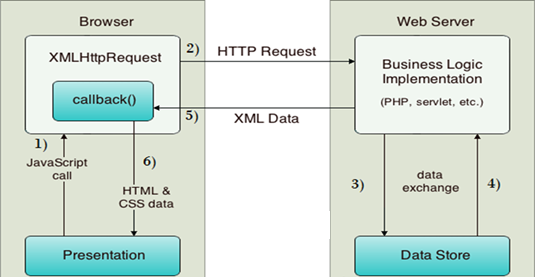 Browser
Web Server
XMLHttpRequest
callback()
2)
HTTP Request
Business Logic
Implementation
(PHP, servlet, etc.)
5)
XML Data
1)
JavaScript
call
6)
HTML &
CSS data
3)
data
exchange
4)
Presentation
Data Store